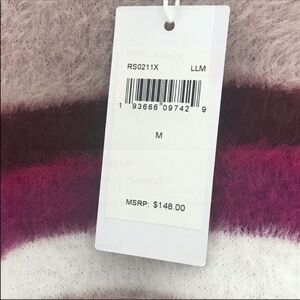 RS0211X LLM
1 93666 09742 9
M
MSRP: $148.00